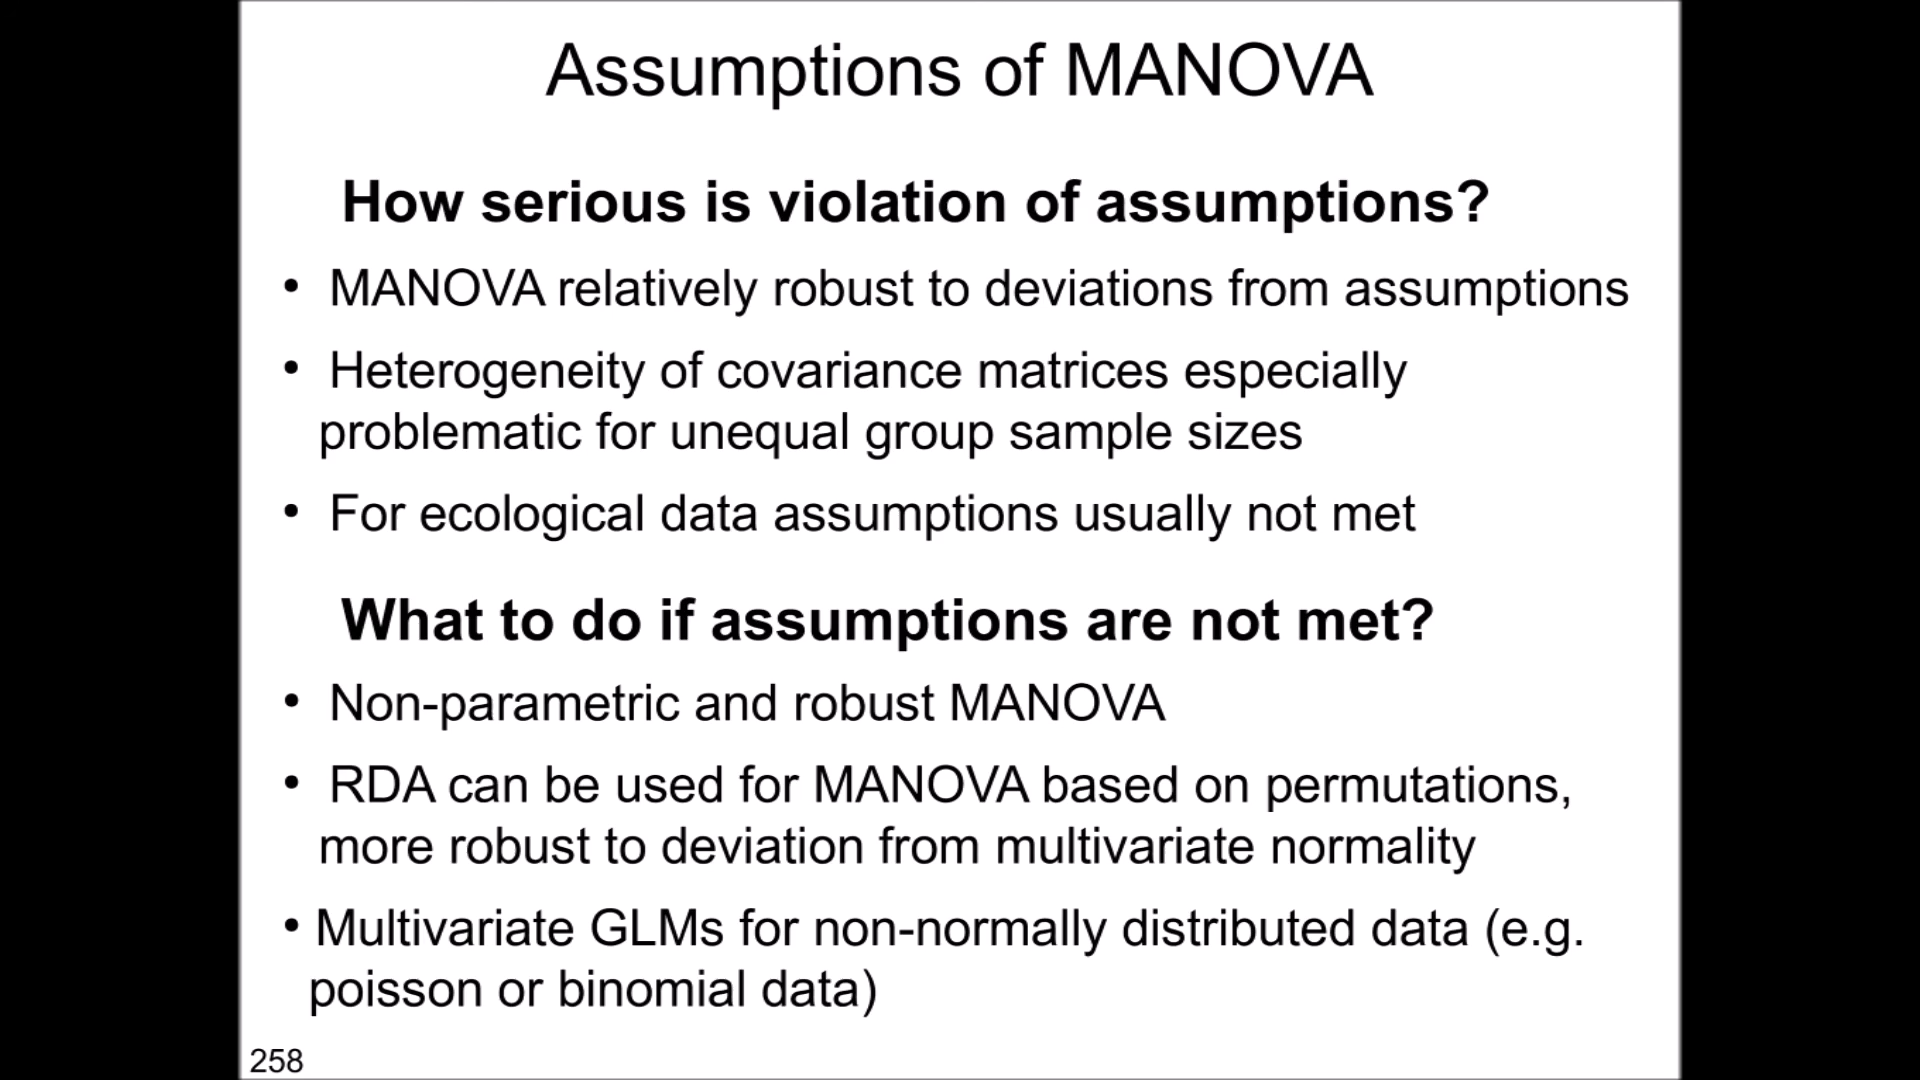 Assumptions of MANOVA
How serious is violation of assumptions?
• MANOVA relatively robust to deviations from assumptions
• Heterogeneity of covariance matrices especially
problematic for unequal group sample sizes
• For ecological data assumptions usually not met
What to do if assumptions are not met?
• Non-parametric and robust MANOVA
• RDA can be used for MANOVA based on permutations,
more robust to deviation from multivariate normality
• Multivariate GLMs for non-normally distributed data (e.g.
poisson or binomial data)
258